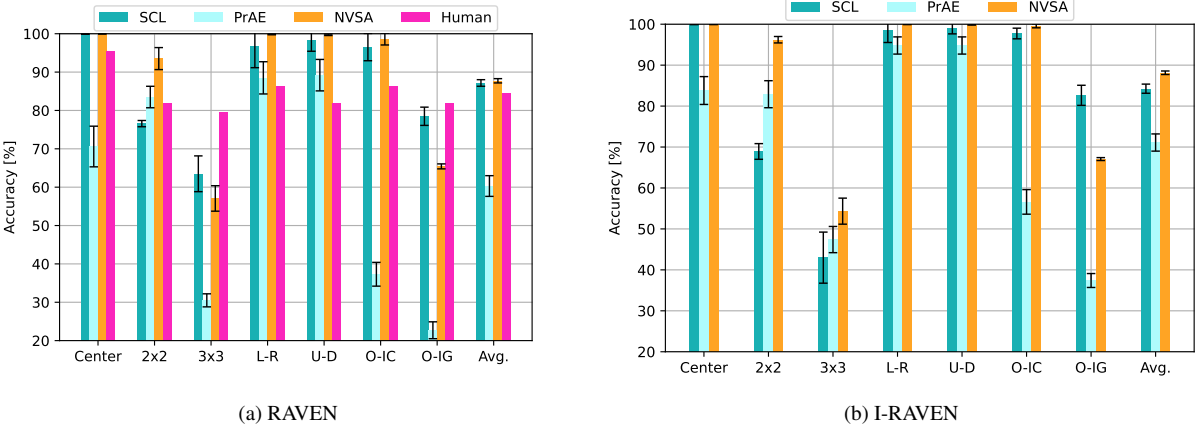 SCL PrAE NVSA Human
Accuracy [%]
100
90
80
70
60
50
40
30
20
Center 2x2 3x3 L-R U-D O-IC O-IG Avg.
(a) RAVEN
SCL PrAE NVSA
Accuracy [%]
100
90
80
70
60
50
40
30
20
Center 2x2 3x3 L-R U-D O-IC O-IG Avg.
(b) I-RAVEN